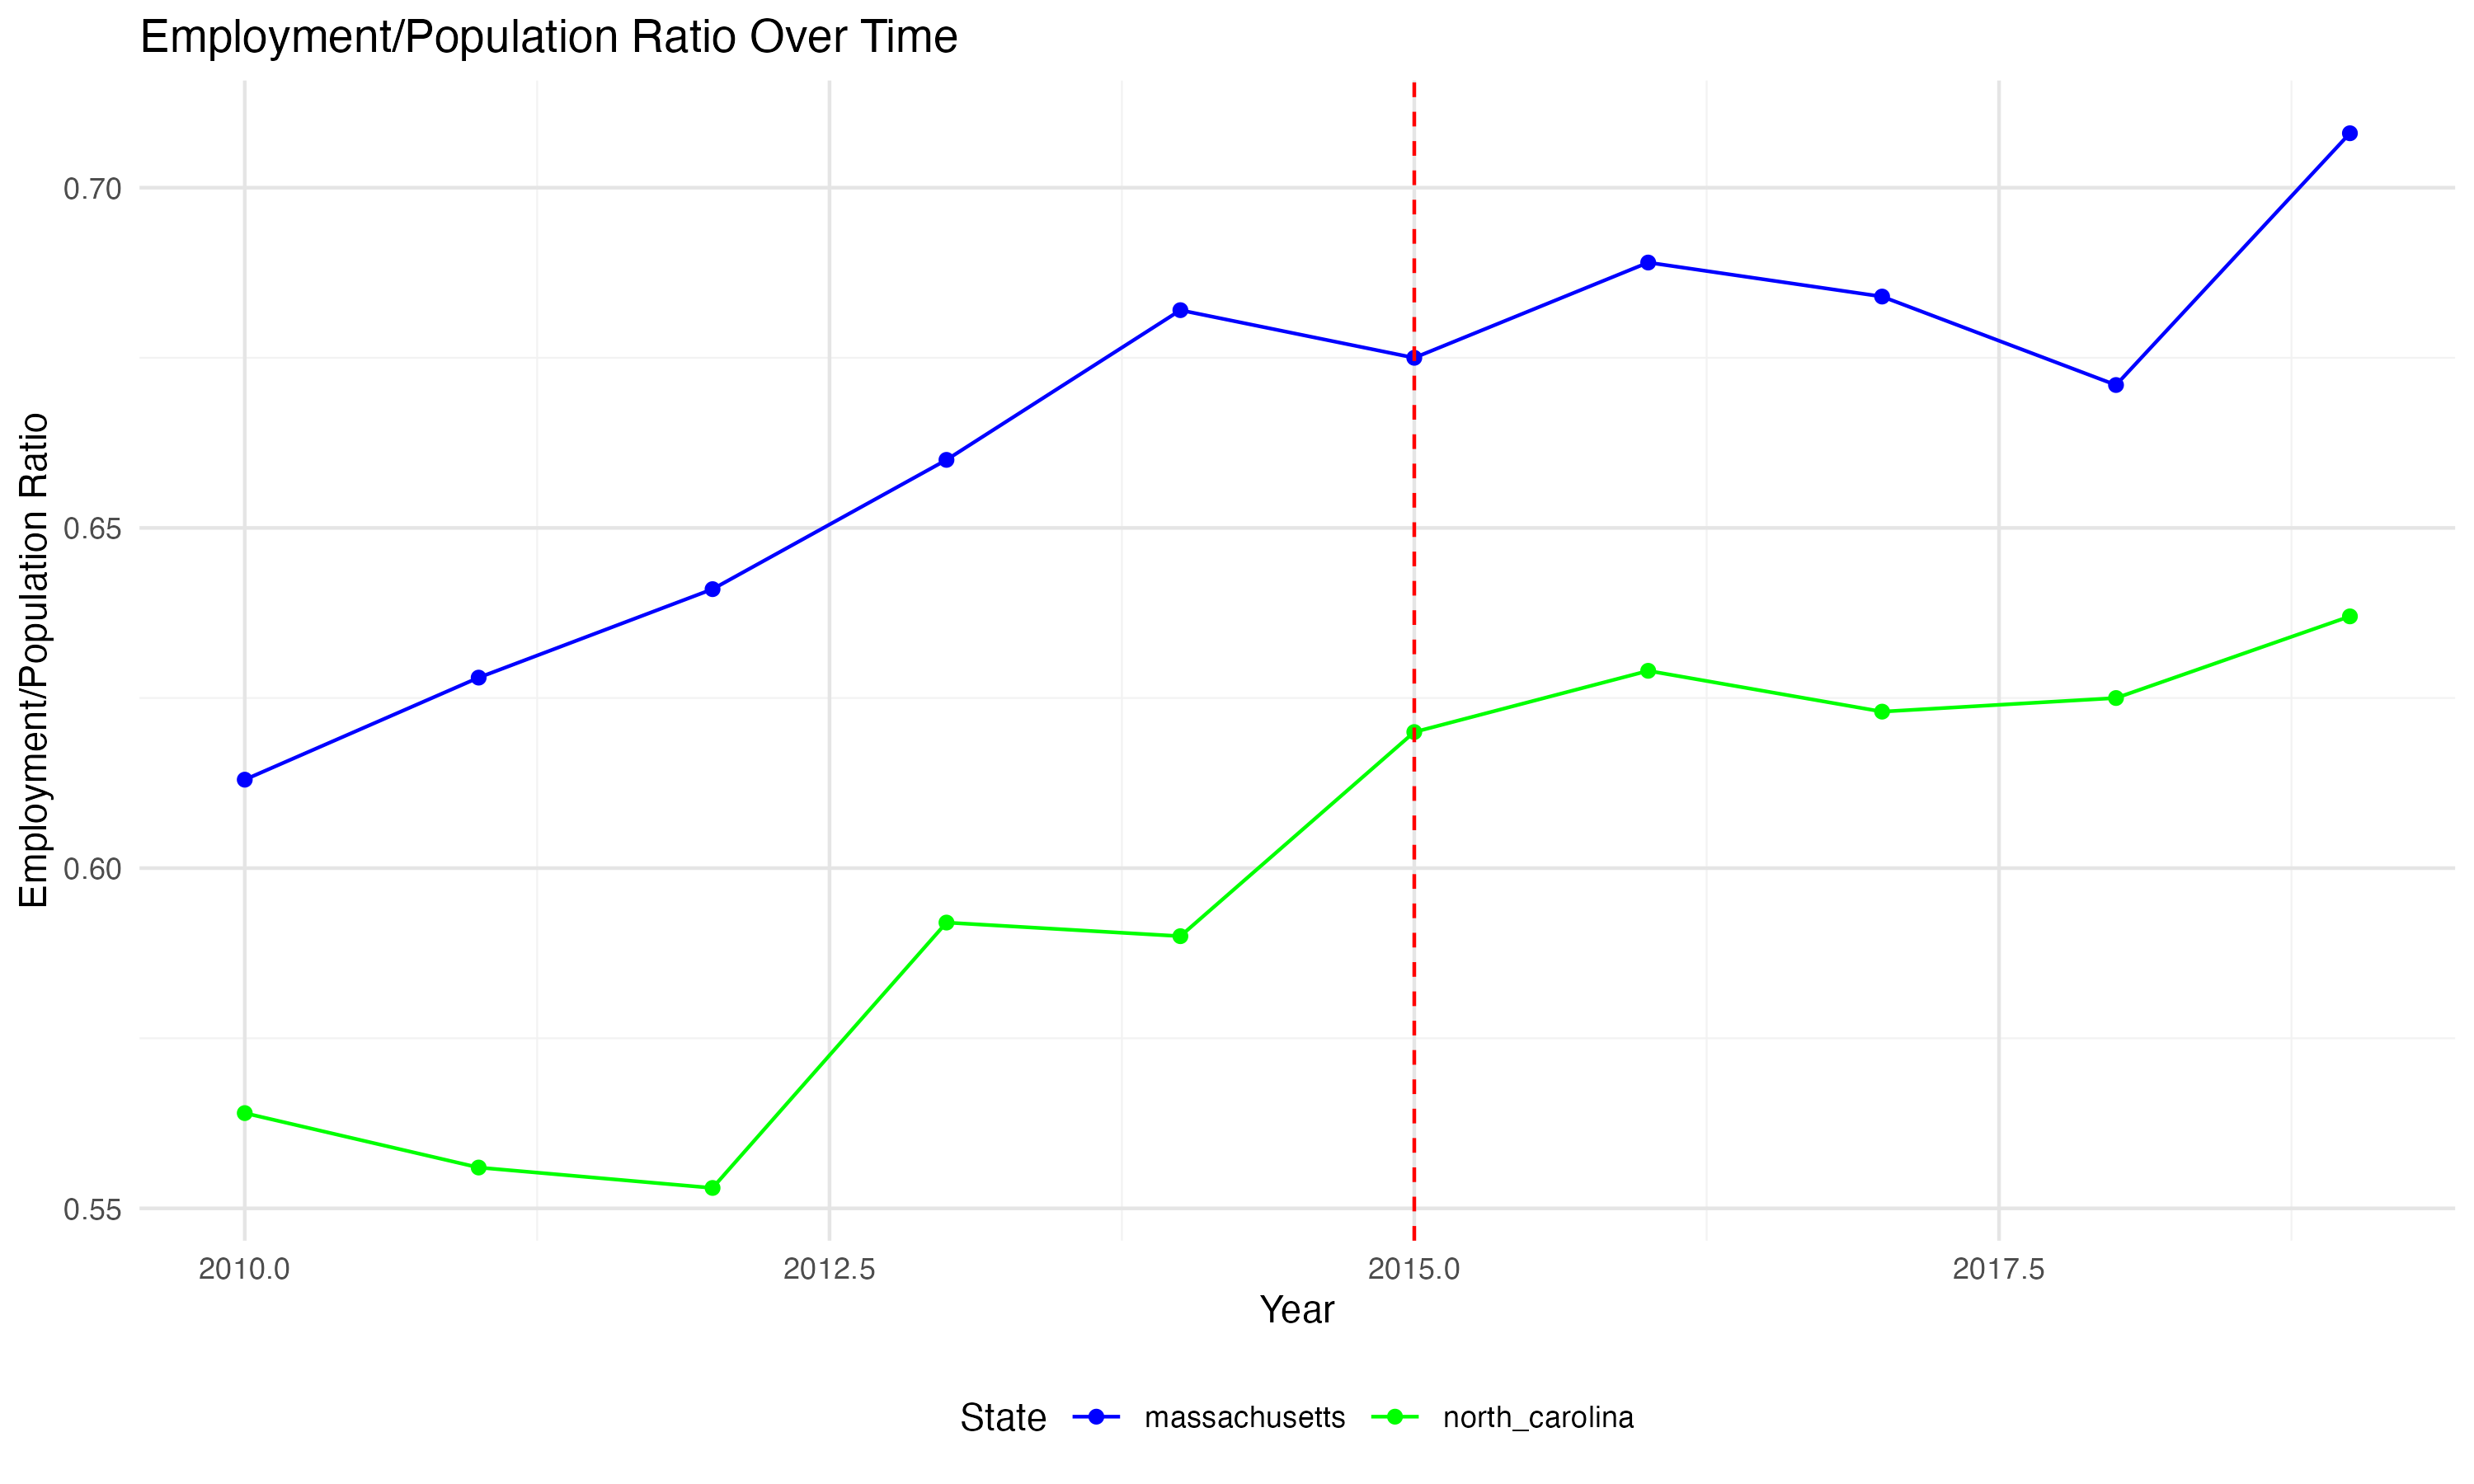 Employment/Population Ratio Over Time
Employment/Population Ratio
0.70
0.65
0.60
0.55
2010.0 2012.5 2015.0 2017.5
Year
State massachusetts north_carolina